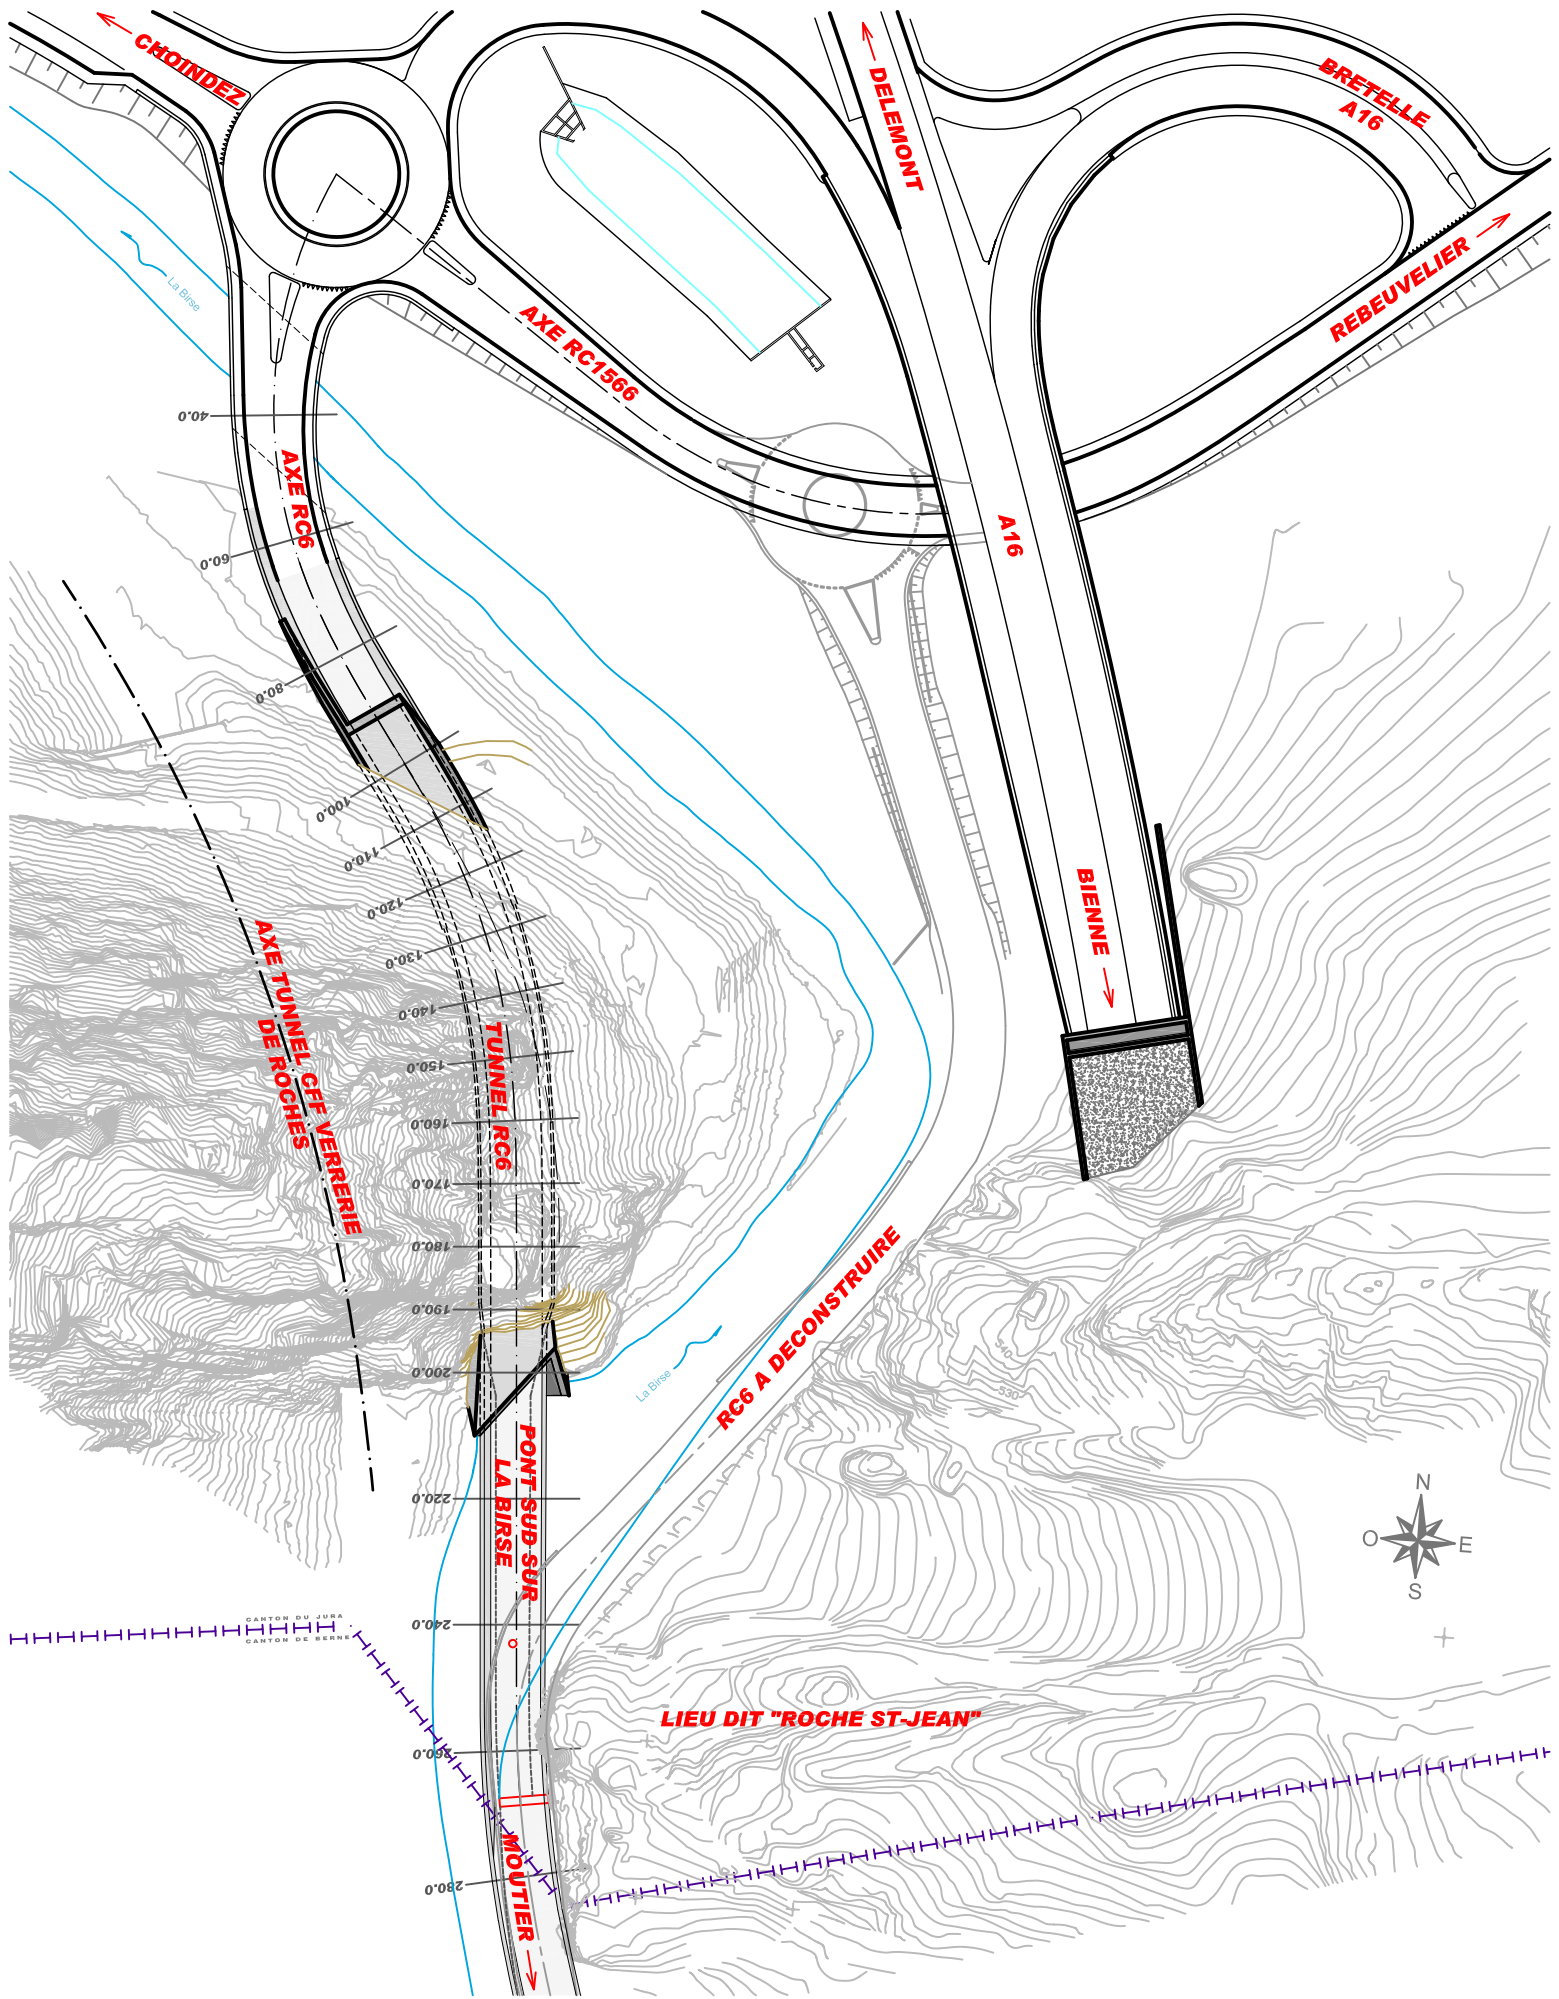 CHOINDEZ
DELEMONT
BRETELLE
A16
REBEUVELIER
La Birse
AXE RC1566
40.0
AXE RC6
A16
60.0
80.0
100.0
110.0
120.0
BIENNE
130.0
AXE TUNNEL CFF VERRERIE
DE ROCHES
140.0
TUNNEL RC6
150.0
160.0
170.0
180.0
190.0
200.0
RC6 A DECONSTRUIRE
La Birse
540
530
PONT SUD SUR
LA BIRSE
220.0
N
O
E
S
CANTON DU JURA
CANTON DE BERNE
240.0
LIEU DIT "ROCHE ST-JEAN"
260.0
MOUTIER
280.0